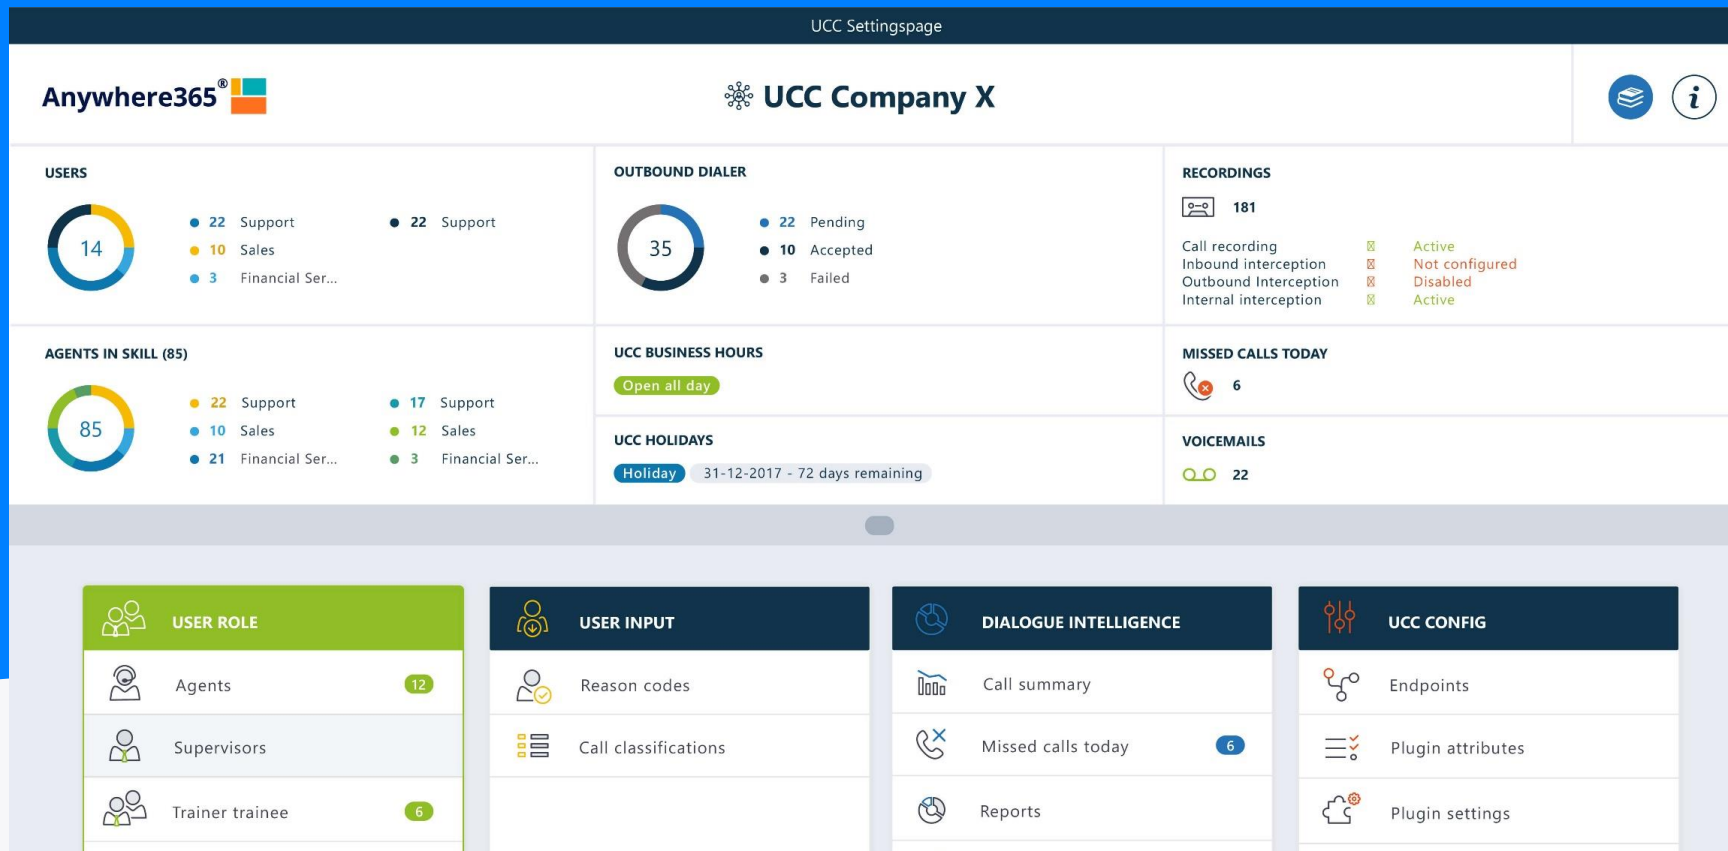 UCC Settingspage
Anywhere365®
UCC Company X
i
USERS
14
22 Support
10 Sales
3 Financial Ser...
22 Support
OUTBOUND DIALER
35
22 Pending
10 Accepted
3 Failed
RECORDINGS
181
Call recording Active
Inbound interception Not configured
Outbound Interception Disabled
Internal interception Active
AGENTS IN SKILL (85)
85
22 Support
10 Sales
21 Financial Ser...
17 Support
12 Sales
3 Financial Ser...
UCC BUSINESS HOURS
Open all day
UCC HOLIDAYS
Holiday 31-12-2017 - 72 days remaining
MISSED CALLS TODAY
6
VOICEMAILS
22
USER ROLE
Agents 12
Supervisors
Trainer trainee 6
USER INPUT
Reason codes
Call classifications
DIALOGUE INTELLIGENCE
Call summary
Missed calls today 6
Reports
UCC CONFIG
Endpoints
Plugin attributes
Plugin settings